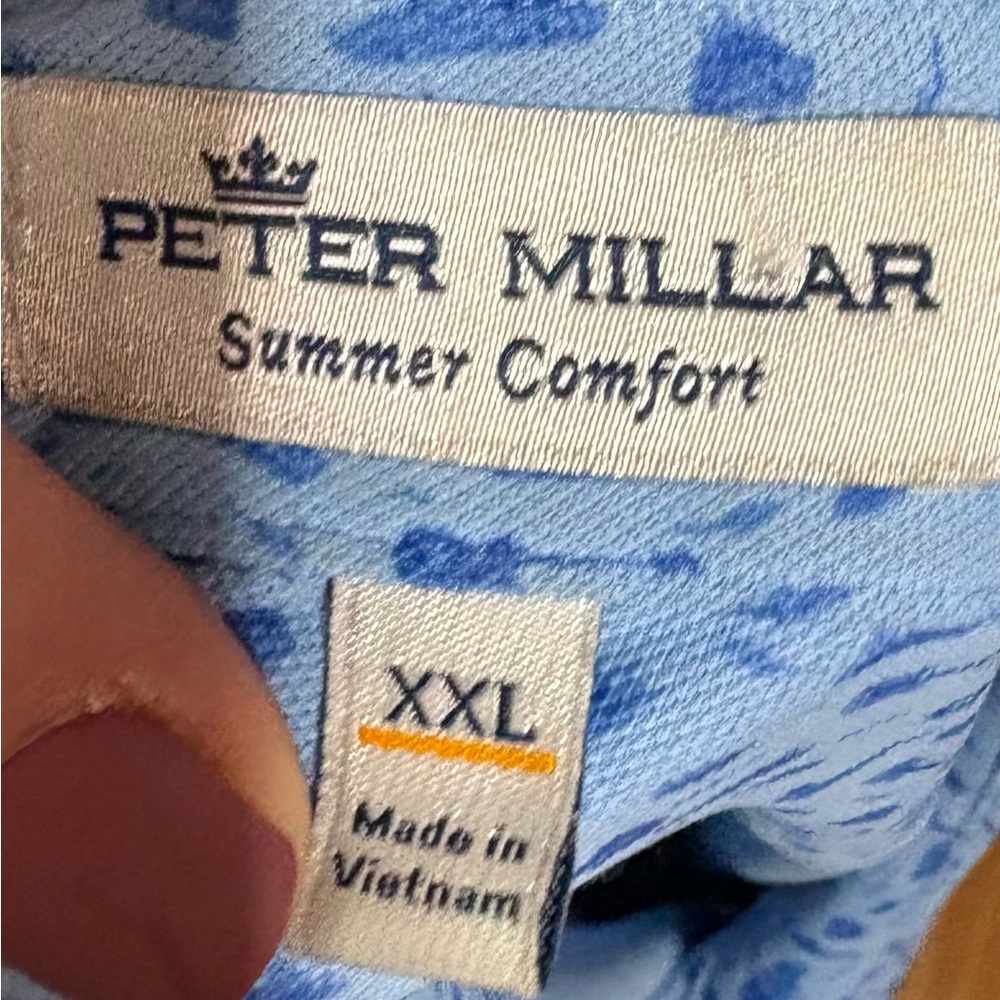 PETER MILLAR
Summer Comfort
XXL
Made in
Vietnam